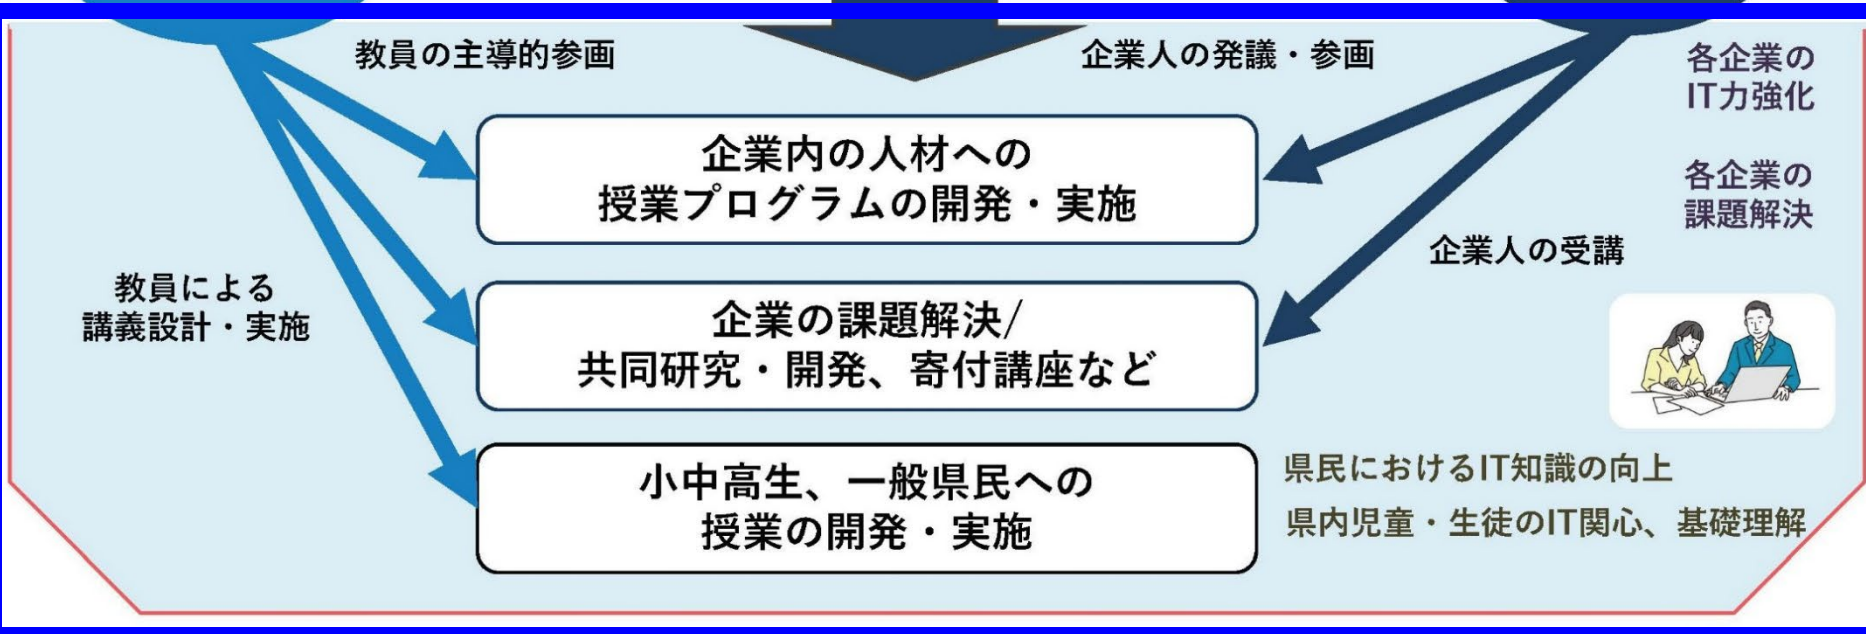 教員の主導的参画
企業人の発議・参画
各企業の
IT力強化
企業内の人材への
授業プログラムの開発・実施
各企業の
課題解決
企業人の受講
教員による
講義設計・実施
企業の課題解決/
共同研究・開発、寄付講座など
小中高生、一般県民への
授業の開発・実施
県民におけるIT知識の向上
県内児童・生徒のIT関心、基礎理解